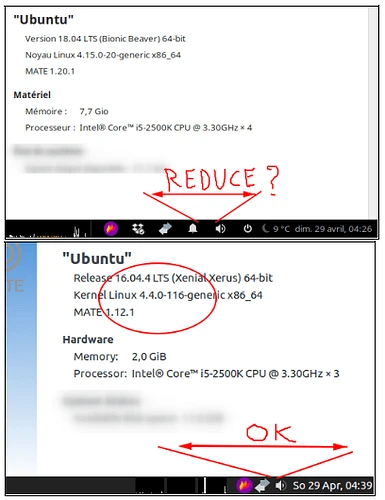 "Ubuntu"
Version 18.04 LTS (Bionic Beaver) 64-bit
Noyau Linux 4.15.0-20-generic x86_64
MATE 1.20.1
Matériel
Mémoire : 7,7 Gio
Processeur : Intel® Core™ i5-2500K CPU @ 3.30GHz × 4
REDUCE ?
9 °C dim. 29 avril, 04:26
"Ubuntu"
Release 16.04.4 LTS (Xenial Xerus) 64-bit
Kernel Linux 4.4.0-116-generic x86_64
MATE 1.12.1
Hardware
Memory: 2,0 GiB
Processor: Intel® Core™ i5-2500K CPU @ 3.30GHz × 3
OK
So 29 Apr, 04:39